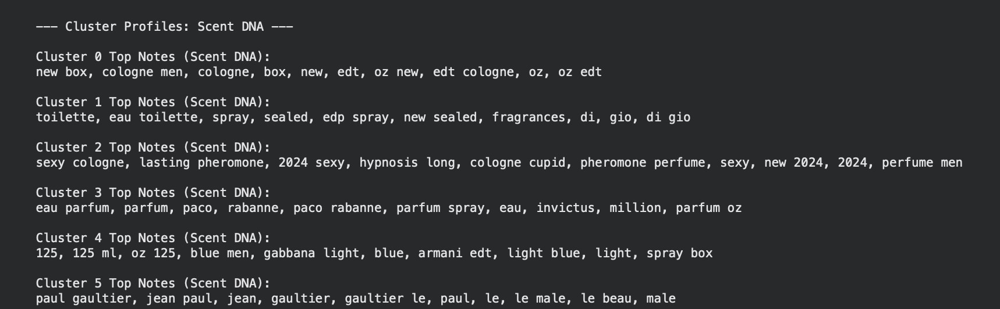 --- Cluster Profiles: Scent DNA ---
Cluster 0 Top Notes (Scent DNA):
new box, cologne men, cologne, box, new, edt, oz new, edt cologne, oz, oz edt
Cluster 1 Top Notes (Scent DNA):
toilette, eau toilette, spray, sealed, edp spray, new sealed, fragrances, di, gio, di gio
Cluster 2 Top Notes (Scent DNA):
sexy cologne, lasting pheromone, 2024 sexy, hypnosis long, cologne cupid, pheromone perfume, sexy, new 2024, 2024, perfume men
Cluster 3 Top Notes (Scent DNA):
eau parfum, parfum, paco, rabanne, paco rabanne, parfum spray, eau, invictus, million, parfum oz
Cluster 4 Top Notes (Scent DNA):
125, 125 ml, oz 125, blue men, gabbana light, blue, armani edt, light blue, light, spray box
Cluster 5 Top Notes (Scent DNA):
paul gaultier, jean paul, jean, gaultier, gaultier le, paul, le, le male, le beau, male